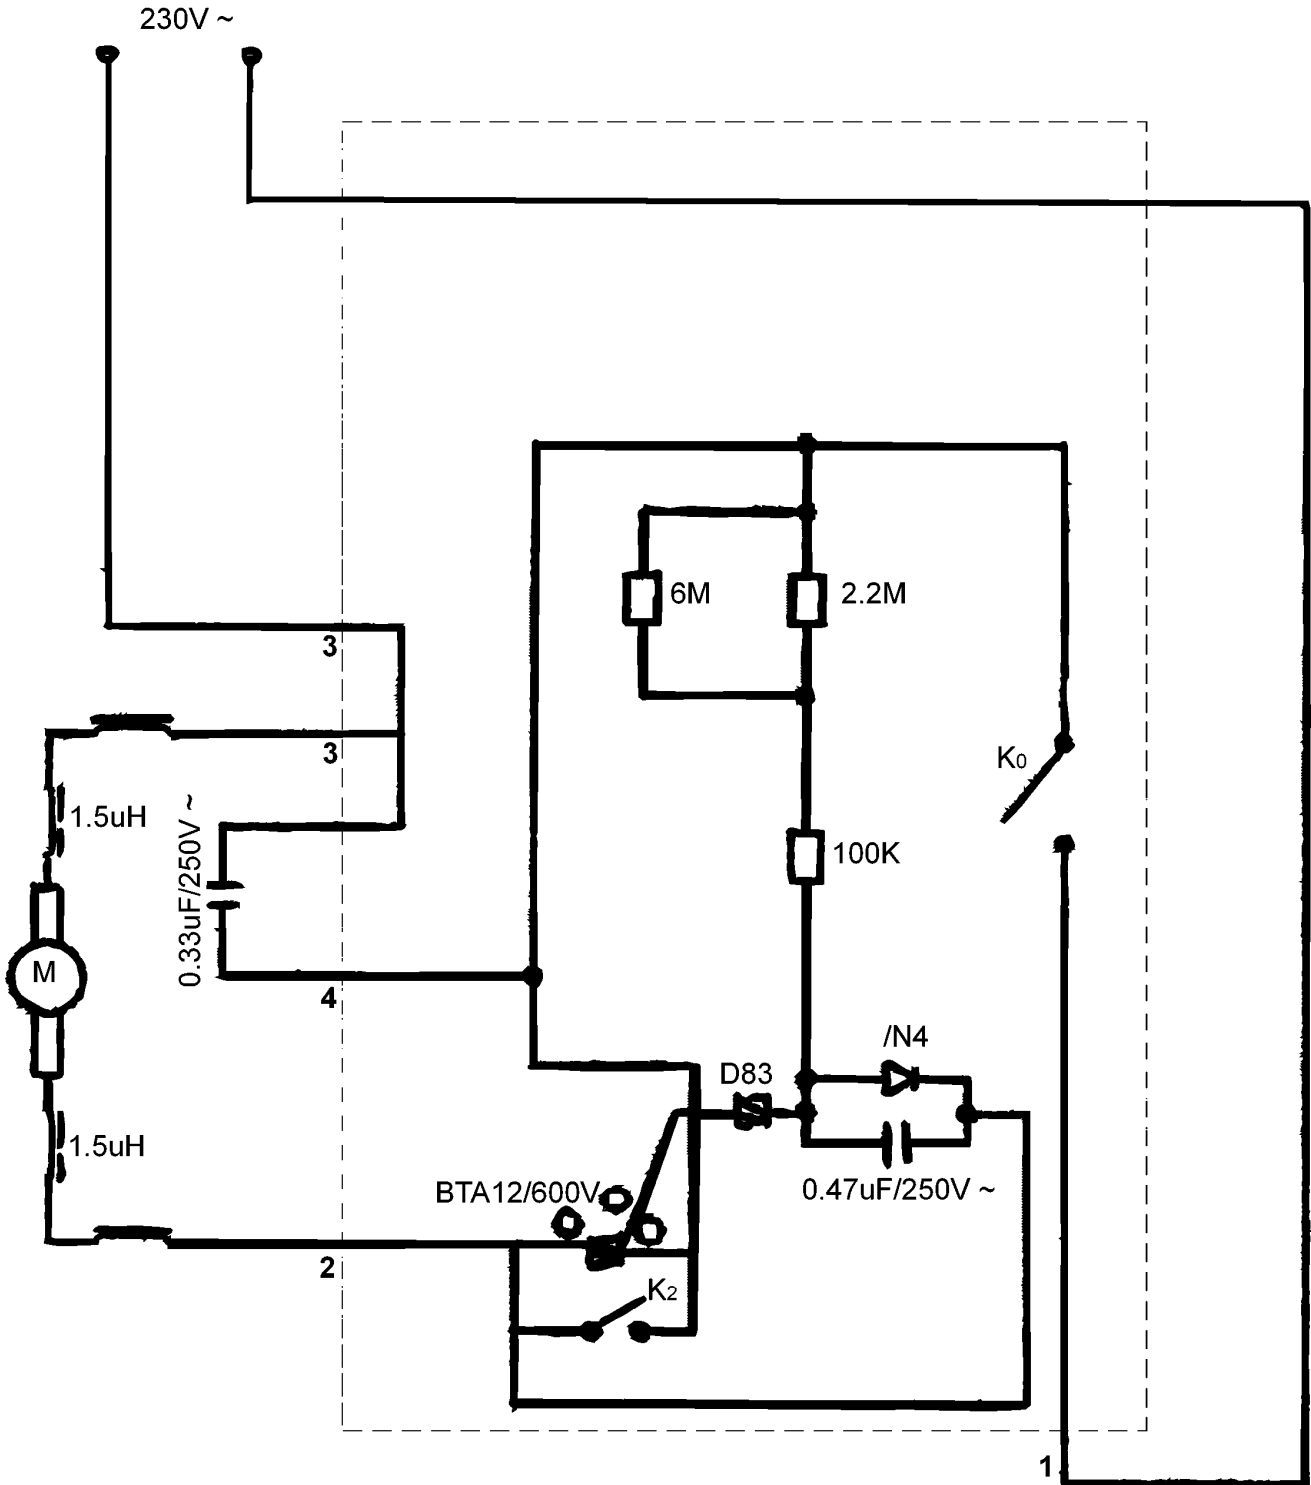 230V ~
6M
2.2M
3
3
K0
1.5uH
0.33uF/250V ~
100K
M
4
/N4
D83
1.5uH
BTA12/600V
0.47uF/250V ~
2
K2
1